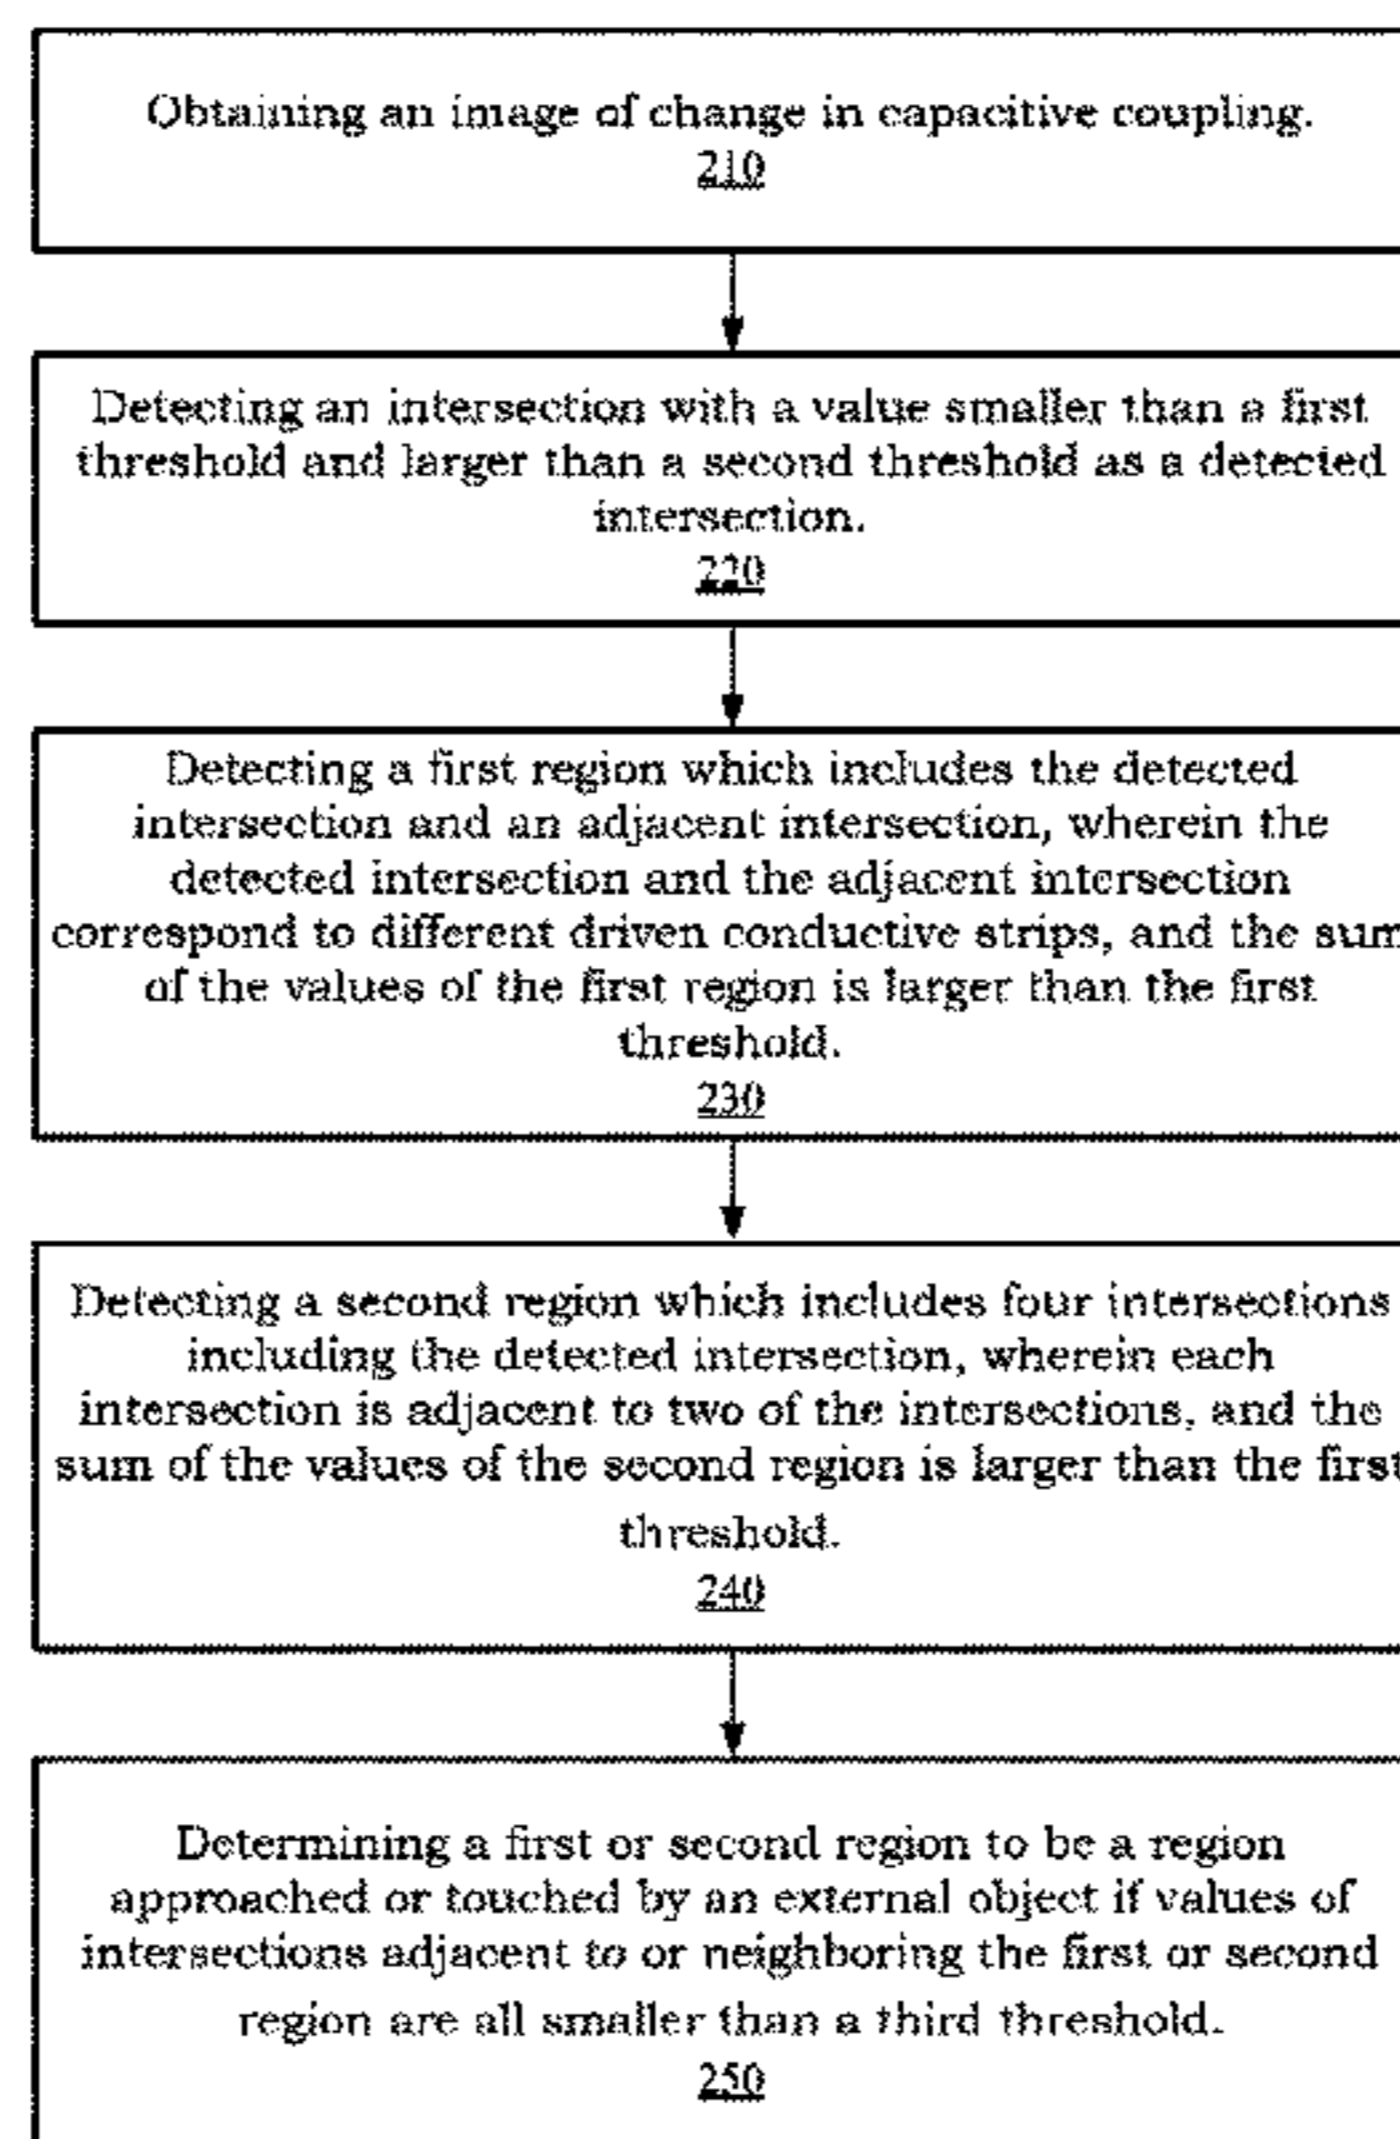 Obtaining an image of change in capacitive coupling.
210
Detecting an intersection with a value smaller than a first
threshold and larger than a second threshold as a detected
intersection.
220
Detecting a first region which includes the detected
intersection and an adjacent intersection, wherein the
detected intersection and the adjacent intersection
correspond to different driven conductive strips, and the sum
of the values of the first region is larger than the first
threshold.
230
Detecting a second region which includes four intersections
including the detected intersection, wherein each
intersection is adjacent to two of the intersections, and the
sum of the values of the second region is larger than the first
threshold.
240
Determining a first or second region to be a region
approached or touched by an external object if values of
intersections adjacent to or neighboring the first or second
region are all smaller than a third threshold.
250